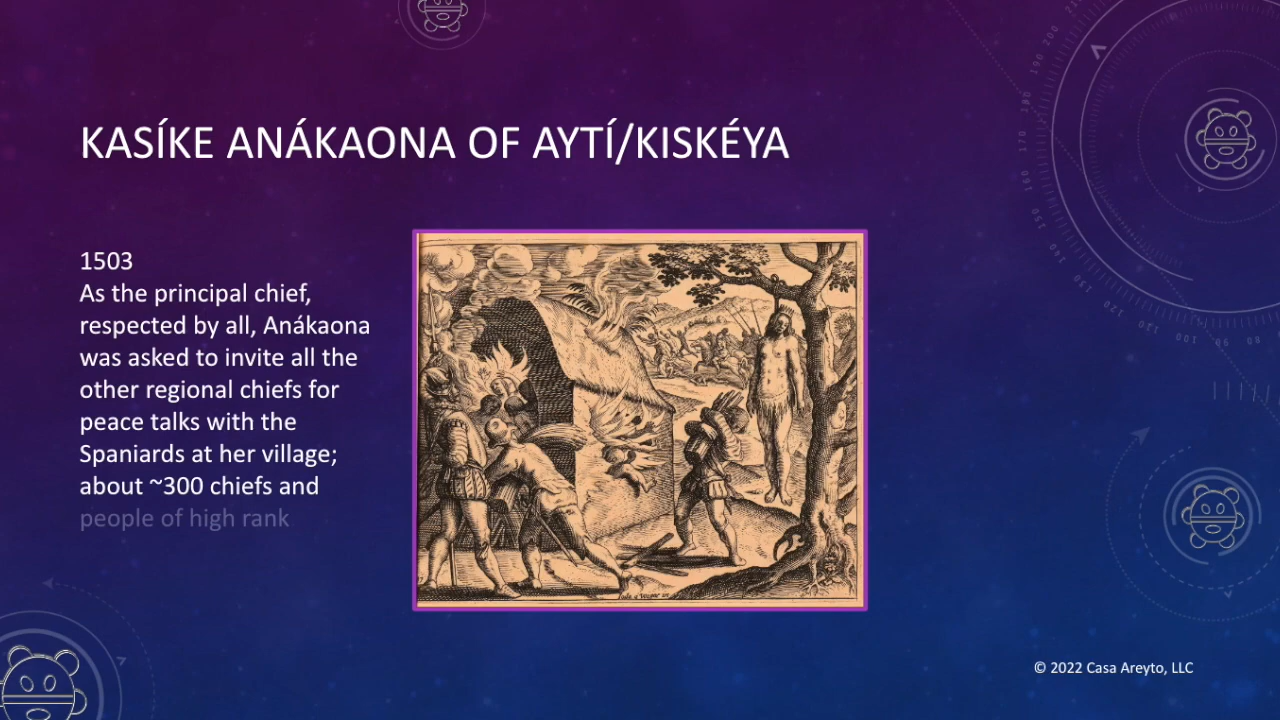 KASÍKE ANÁKAONA OF AYTÍ/KISKÉYA
1503
As the principal chief,
respected by all, Anákaona
was asked to invite all the
other regional chiefs for
peace talks with the
Spaniards at her village;
about ~300 chiefs and
people of high rank
© 2022 Casa Areyto, LLC